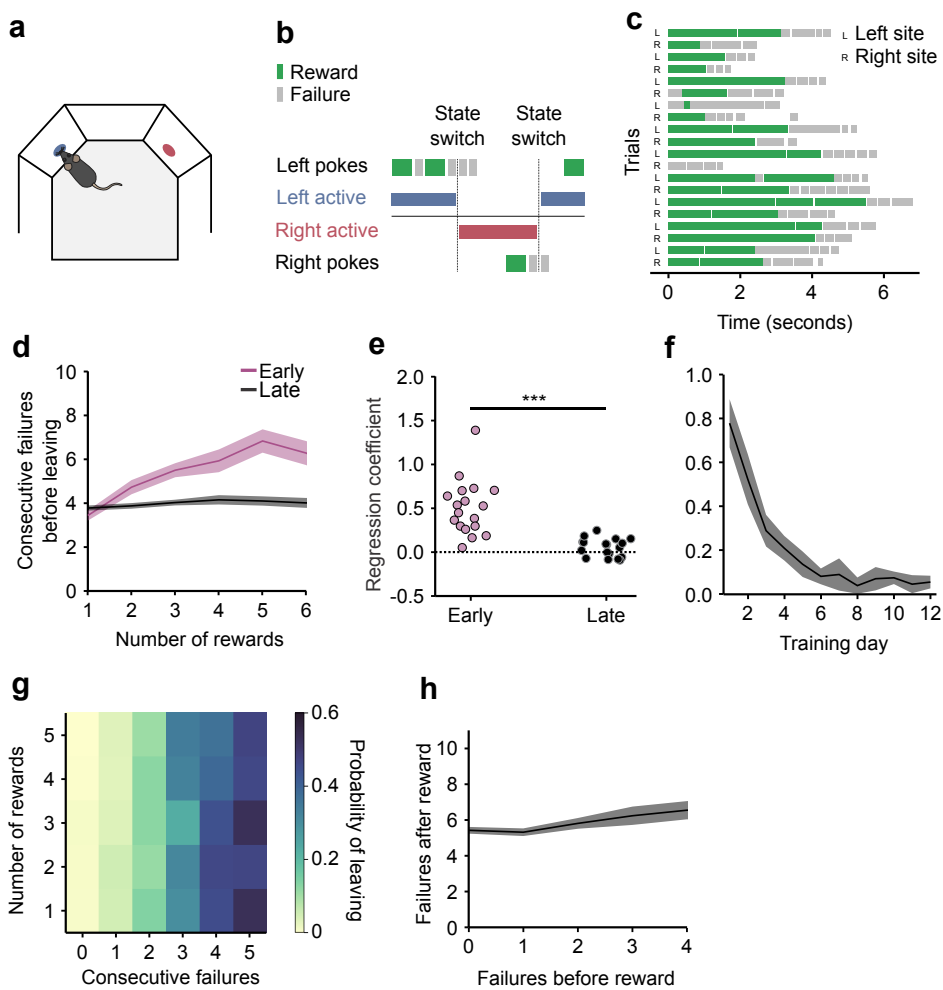 a
b
Reward
Failure
State
switch
State
switch
Left pokes
Left active
Right active
Right pokes
c
L Left site
R Right site
Trials
L
R
L
R
L
R
L
R
L
R
L
R
L
R
L
R
L
R
L
R
0 2 4 6
Time (seconds)
d
Early
Late
Consecutive failures
before leaving
10
8
6
4
2
0
1 2 3 4 5 6
Number of rewards
e
Regression coefficient
2.0
1.5
1.0
0.5
0.0
-0.5
***
Early Late
f
1.0
0.8
0.6
0.4
0.2
0.0
2 4 6 8 10 12
Training day
g
Number of rewards
5
4
3
2
1
0 1 2 3 4 5
Consecutive failures
0.6
0.4
0.2
0
Probability of leaving
h
Failures after reward
10
8
6
4
2
0
0 1 2 3 4
Failures before reward